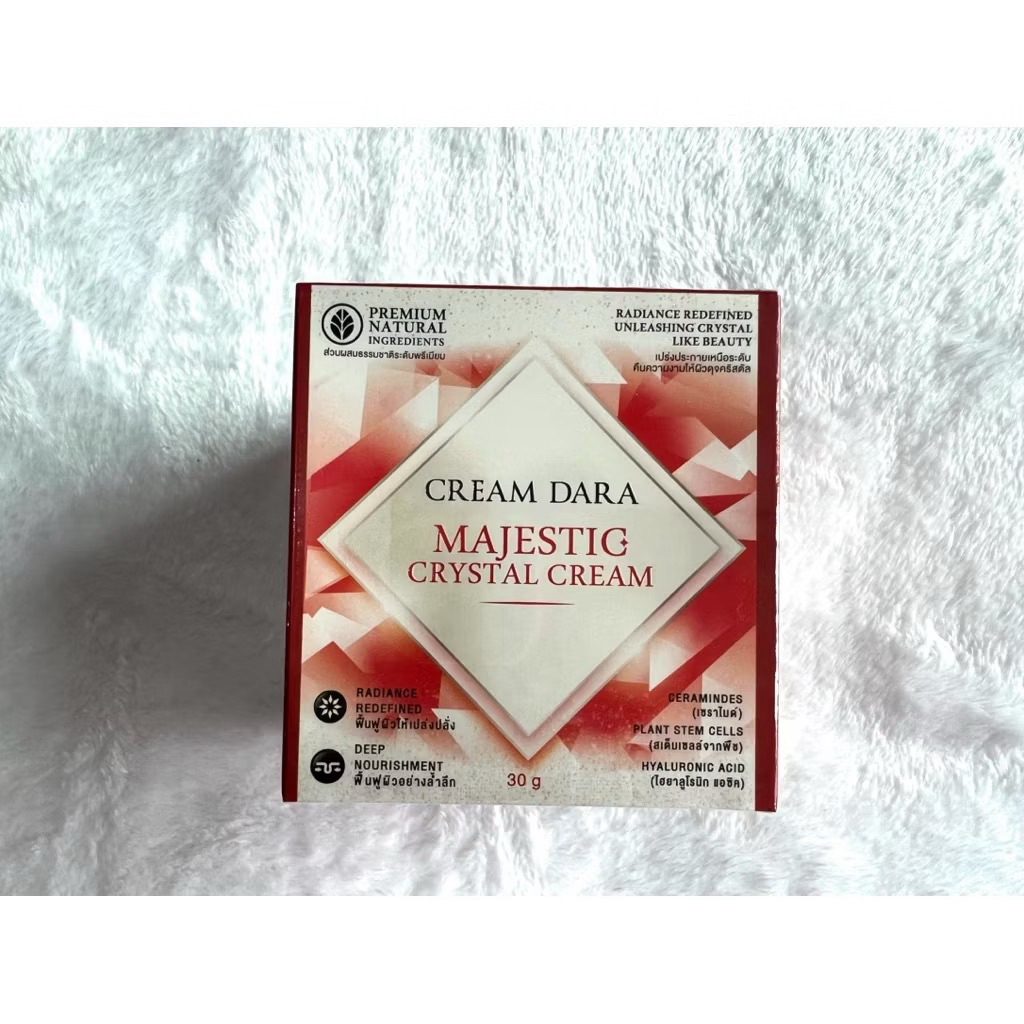 PREMIUM
NATURAL
INGREDIENTS
ส่วนผสมธรรมชาติระดับพรีเมียม
RADIANCE REDEFINED
UNLEASHING CRYSTAL
LIKE BEAUTY
เปร่งประกายเหนือระดับ
คืนความงามให้ผิวดุจคริสตัล
CREAM DARA
MAJESTIC
CRYSTAL CREAM
RADIANCE
REDEFINED
ฟื้นฟูผิวให้เปล่งปลั่ง
DEEP
NOURISHMENT
ฟื้นฟูผิวอย่างล้ำลึก
30 g
CERAMINDES
(เซราไมด์)
PLANT STEM CELLS
(สเต็มเซลล์จากพืช)
HYALURONIC ACID
(ไฮยาลูโรนิก แอซิค)